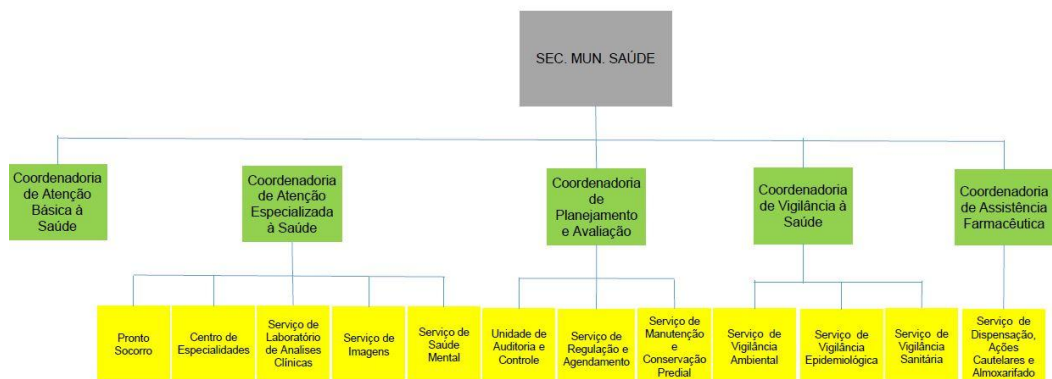 SEC. MUN. SAÚDE
Coordenadoria
de Atenção
Básica à
Saúde
Coordenadoria
de Atenção
Especializada
à Saúde
Coordenadoria
de
Planejamento
e Avaliação
Coordenadoria
de Vigilância à
Saúde
Coordenadoria
de Assistência
Farmacêutica
Pronto
Socorro
Centro de
Especialidades
Serviço de
Laboratório
de Analises
Clínicas
Serviço de
Imagens
Serviço de
Saúde
Mental
Unidade de
Auditoria e
Controle
Serviço de
Regulação e
Agendamento
Serviço de
Manutenção
e
Conservação
Predial
Serviço de
Vigilância
Ambiental
Serviço de
Vigilância
Epidemiológica
Serviço de
Vigilância
Sanitária
Serviço de
Dispensação,
Ações
Cautelares e
Almoxarifado